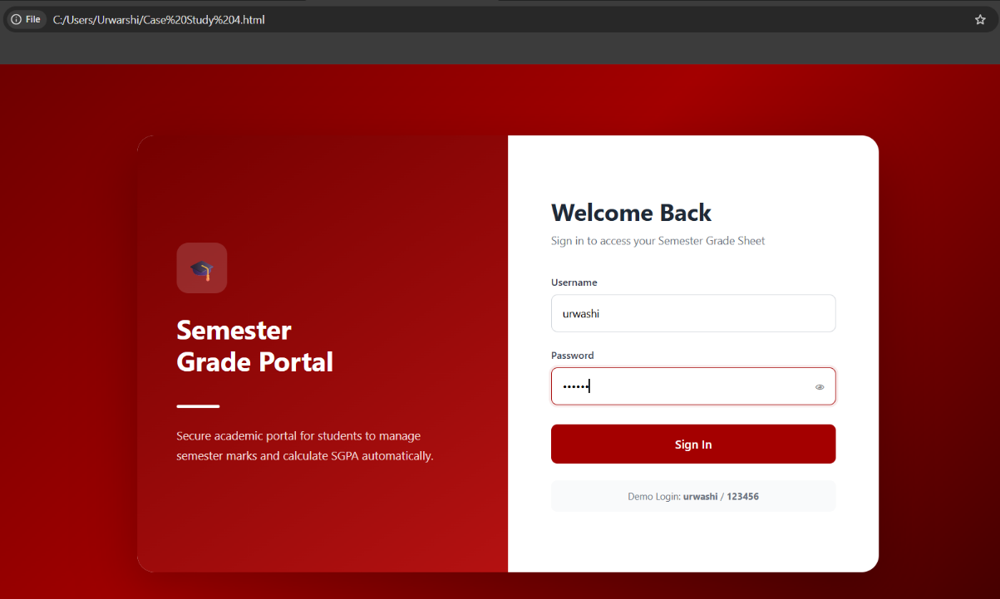 File C:/Users/Urwarshi/Case%20Study%204.html
Semester
Grade Portal
Secure academic portal for students to manage
semester marks and calculate SGPA automatically.
Welcome Back
Sign in to access your Semester Grade Sheet
Username
urwashi
Password
••••••
Sign In
Demo Login: urwashi / 123456